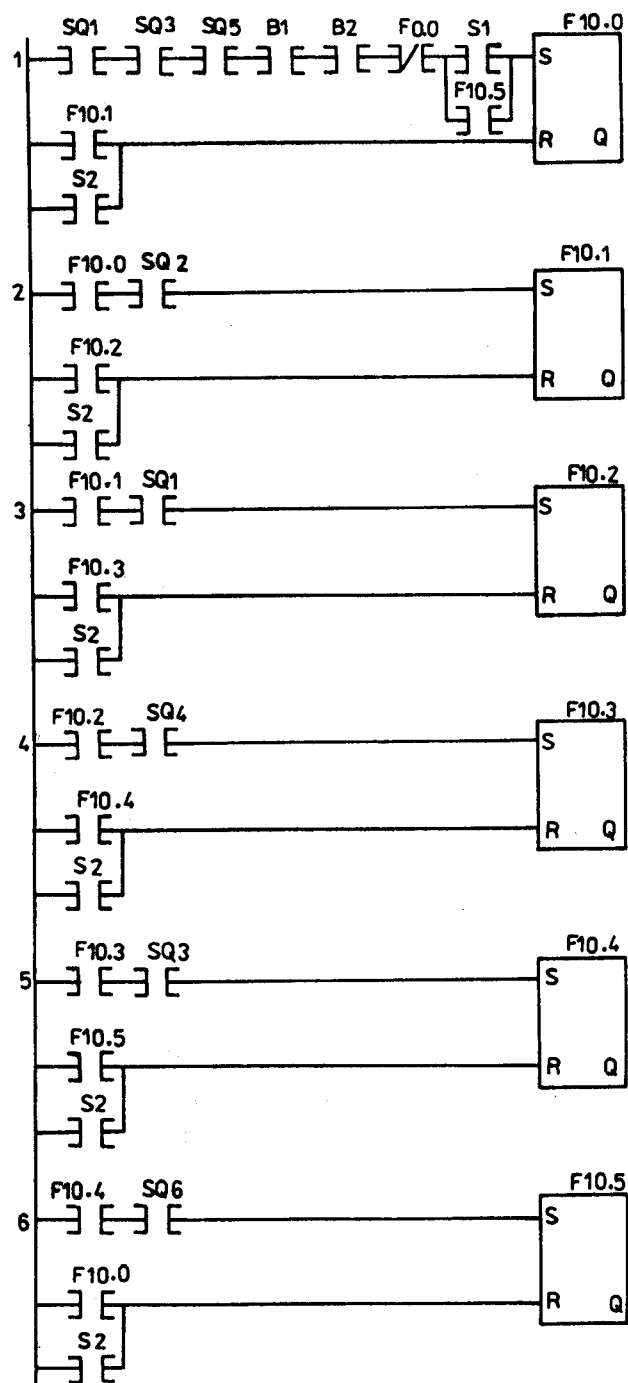 SQ1 SQ3 SQ5 B1 B2 F0.0 S1 F10.0
1 S
F10.5
F10.1
R Q
S2
F10.0 SQ2 F10.1
2 S
F10.2
R Q
S2
F10.1 SQ1 F10.2
3 S
F10.3
R Q
S2
F10.2 SQ4 F10.3
4 S
F10.4
R Q
S2
F10.3 SQ3 F10.4
5 S
F10.5
R Q
S2
F10.4 SQ6 F10.5
6 S
F10.0
R Q
S2